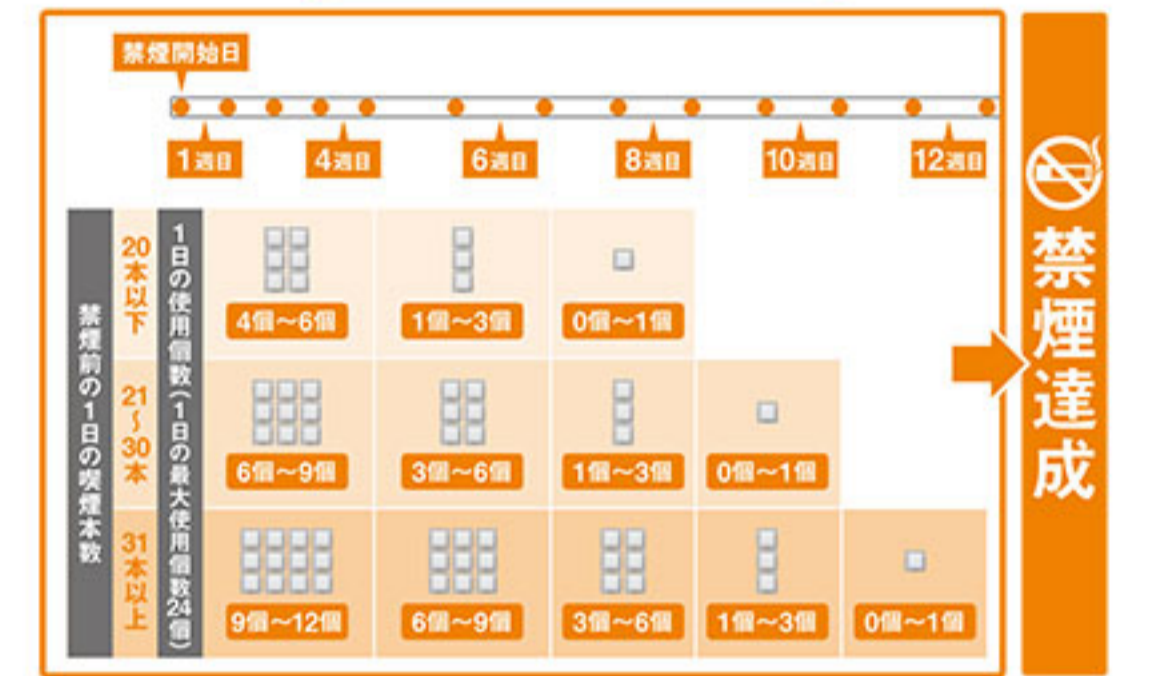 禁煙開始日
1週目
4週目
6週目
8週目
10週目
12週目
禁煙前の1日の喫煙本数
1日の使用個数(1日の最大使用個数24個)
20本以下
4個~6個
1個~3個
0個~1個
21~30本
6個~9個
3個~6個
1個~3個
0個~1個
31本以上
9個~12個
6個~9個
3個~6個
1個~3個
0個~1個
禁煙達成